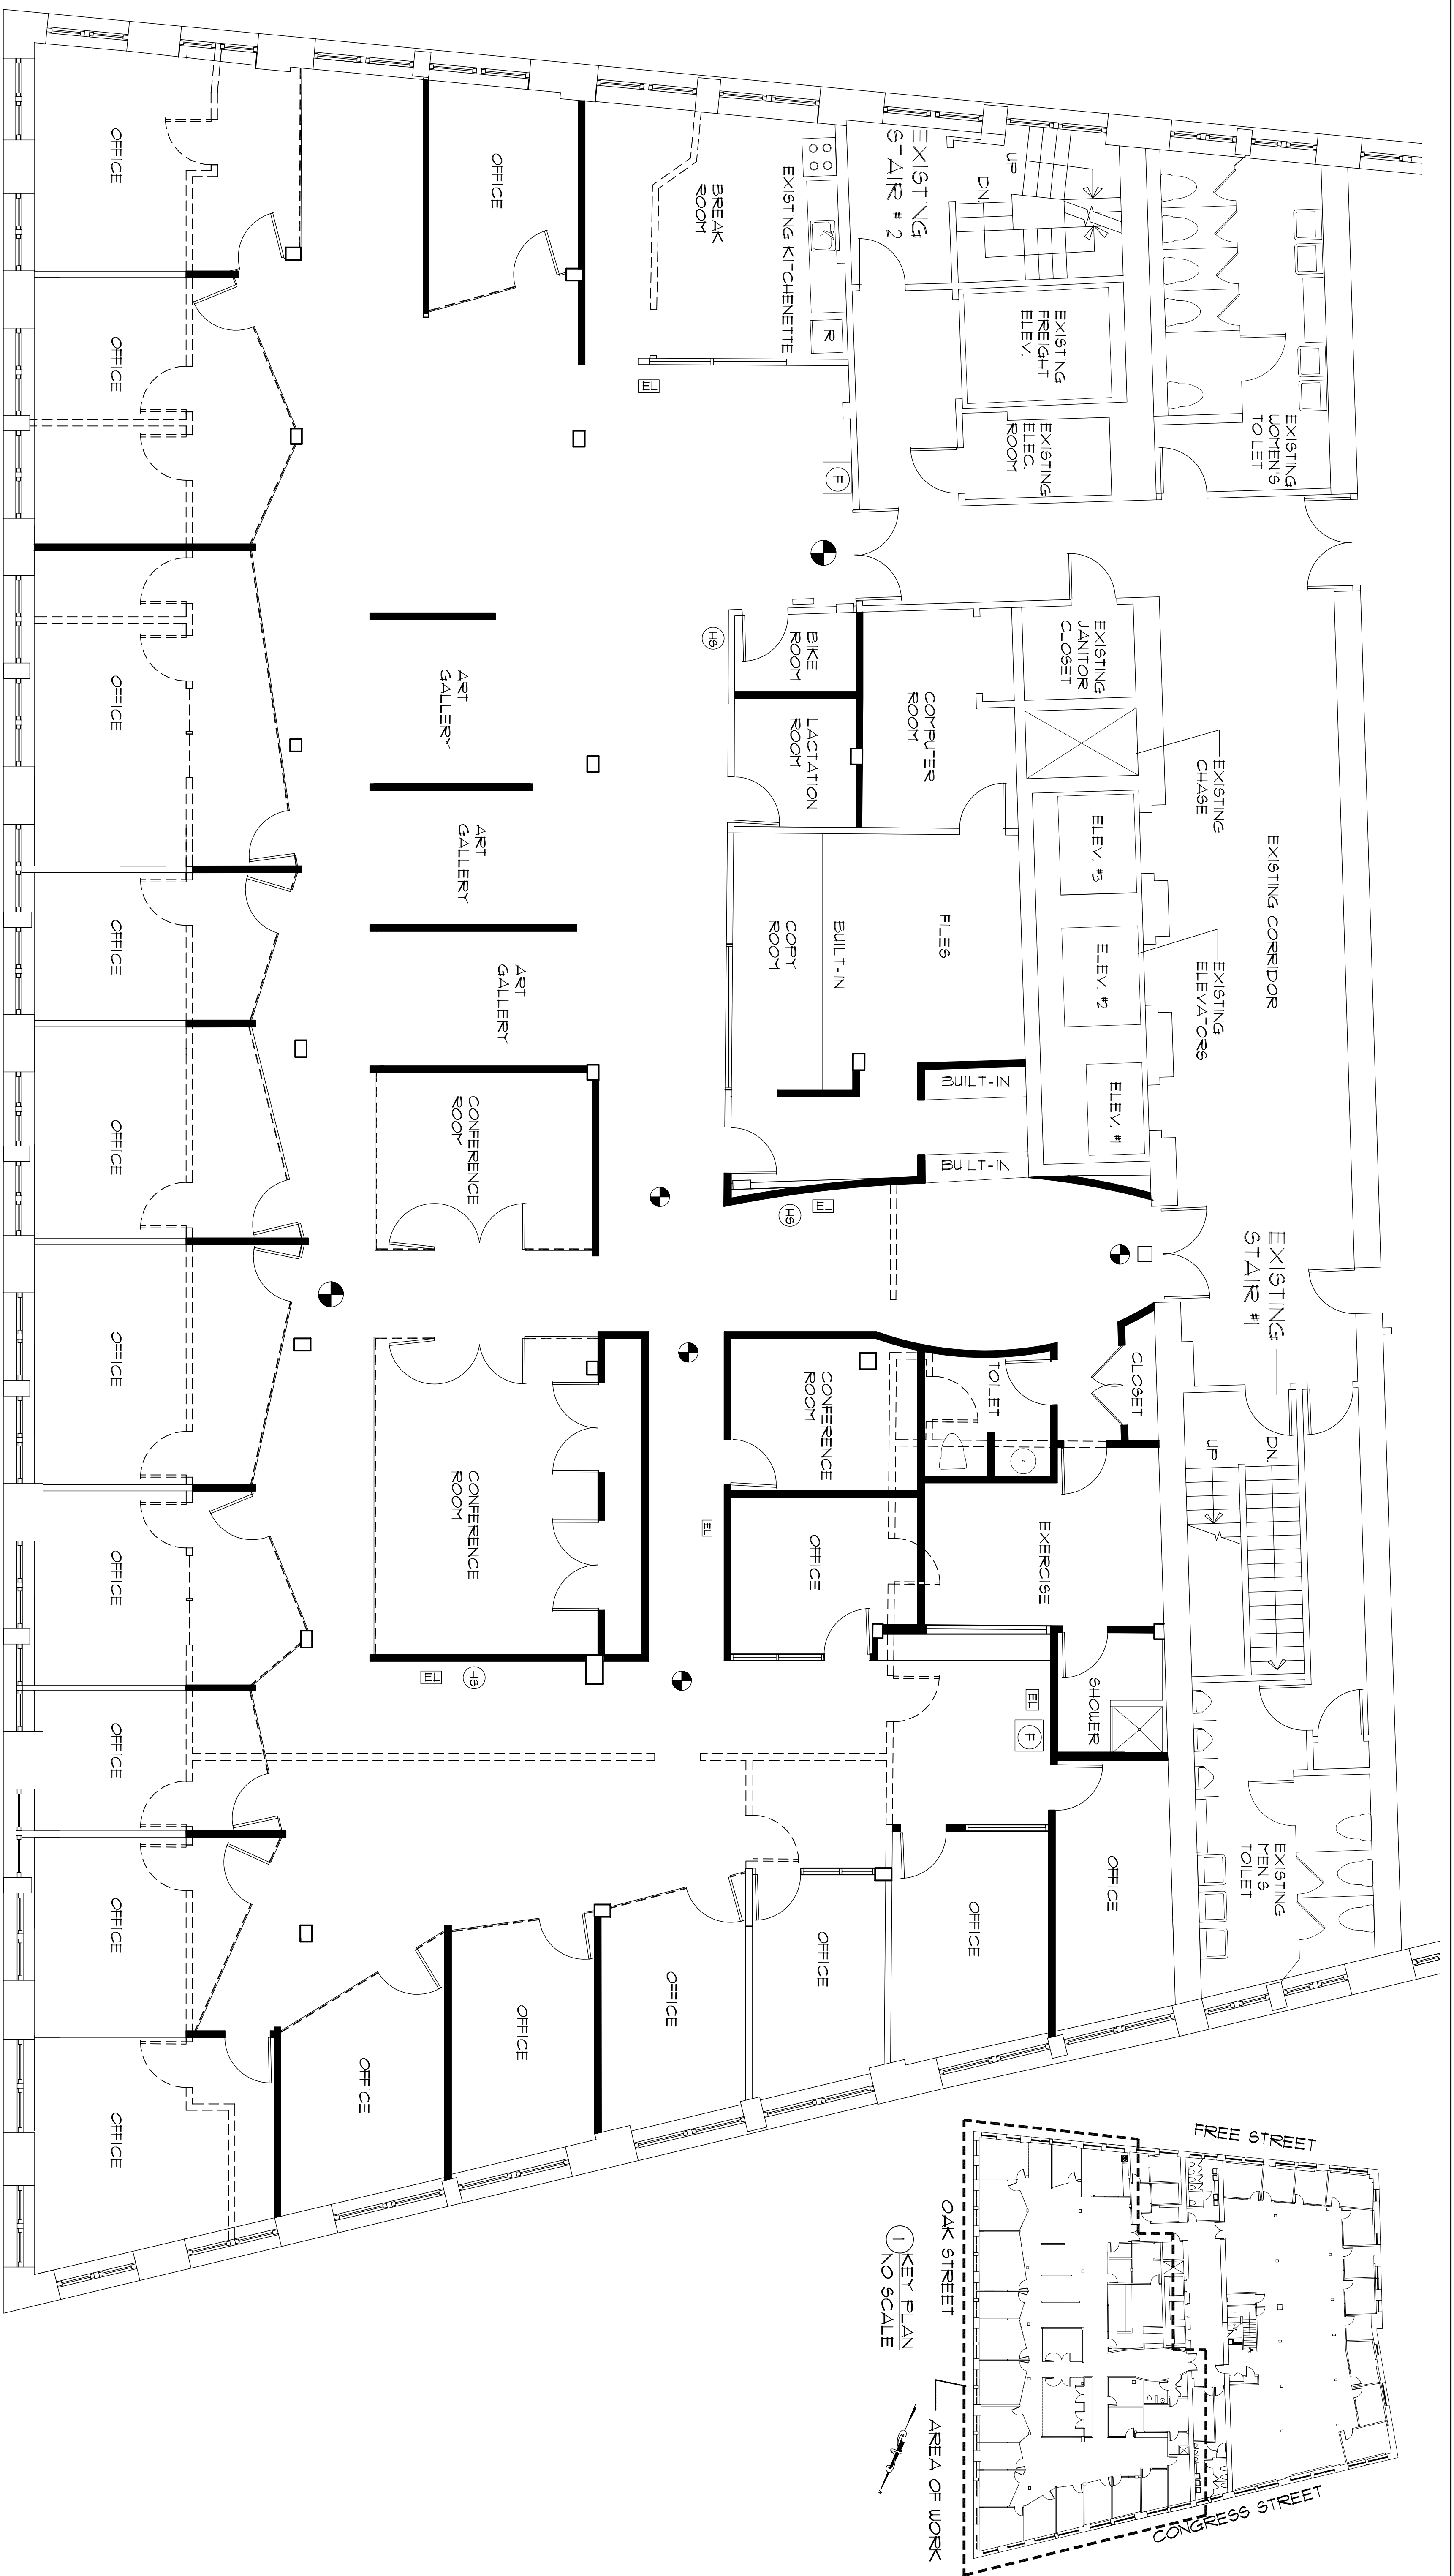 EXISTING
WOMEN'S
TOILET
EXISTING
STAIR # 2
UP
DN.
EXISTING
FREIGHT
ELEV.
EXISTING
ELEC.
ROOM
EXISTING KITCHENETTE
R
BREAK
ROOM
EL
F
OFFICE
OFFICE
OFFICE
OFFICE
OFFICE
OFFICE
OFFICE
OFFICE
OFFICE
OFFICE
OFFICE
EXISTING
JANITOR
CLOSET
EXISTING
CHASE
EXISTING CORRIDOR
EXISTING
ELEVATORS
ELEV. #3
ELEV. #2
ELEV. #1
COMPUTER
ROOM
BIKE
ROOM
HS
LACTATION
ROOM
FILES
BUILT-IN
COPY
ROOM
BUILT-IN
BUILT-IN
ART
GALLERY
ART
GALLERY
ART
GALLERY
CONFERENCE
ROOM
HS
EL
EXISTING
STAIR #1
DN.
UP
CLOSET
TOILET
CONFERENCE
ROOM
CONFERENCE
ROOM
EXERCISE
OFFICE
EL
EL
HS
SHOWER
EL
F
EXISTING
MEN'S
TOILET
OFFICE
OFFICE
OFFICE
OFFICE
OFFICE
OFFICE
FREE STREET
OAK STREET
CONGRESS STREET
AREA OF WORK
1
KEY PLAN
NO SCALE